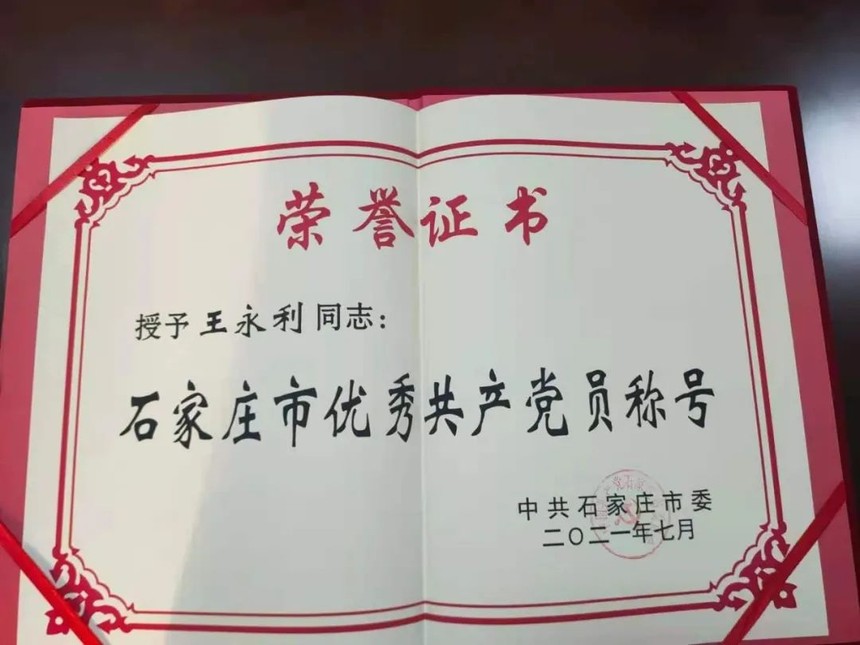 荣誉证书
授予王永利同志：
石家庄市优秀共产党员称号
中共石家庄市委
二〇二一年七月